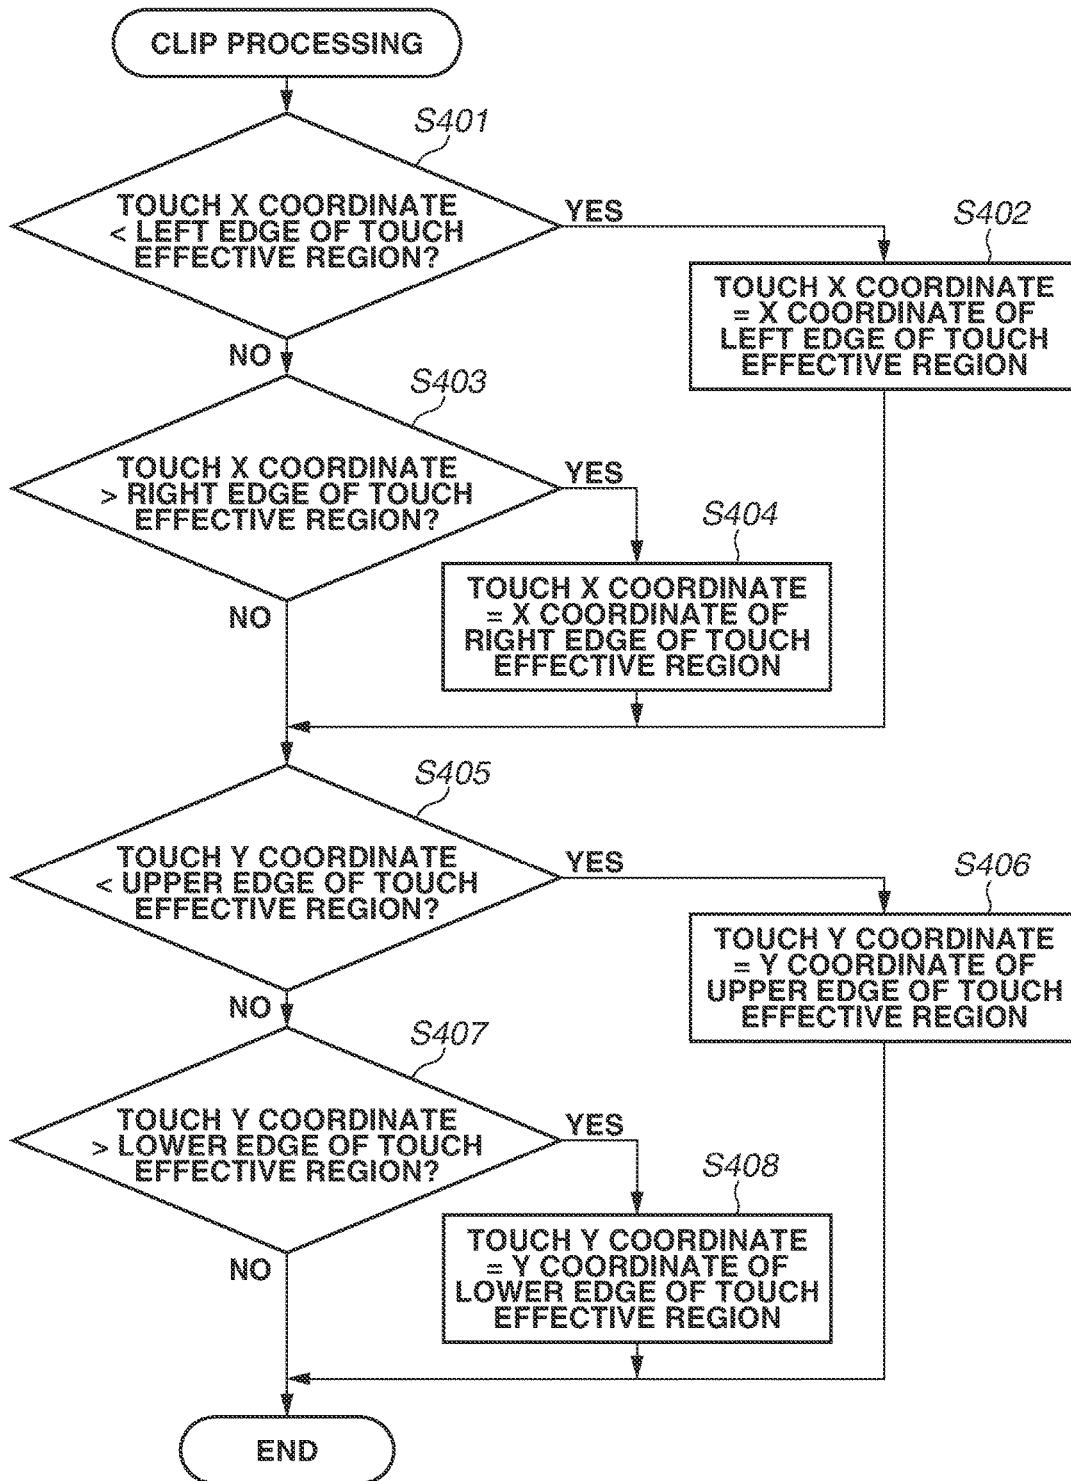 CLIP PROCESSING
S401
TOUCH X COORDINATE
< LEFT EDGE OF TOUCH
EFFECTIVE REGION?
YES
S402
TOUCH X COORDINATE
= X COORDINATE OF
LEFT EDGE OF TOUCH
EFFECTIVE REGION
NO
S403
TOUCH X COORDINATE
> RIGHT EDGE OF TOUCH
EFFECTIVE REGION?
YES
S404
TOUCH X COORDINATE
= X COORDINATE OF
RIGHT EDGE OF TOUCH
EFFECTIVE REGION
NO
S405
TOUCH Y COORDINATE
< UPPER EDGE OF TOUCH
EFFECTIVE REGION?
YES
S406
TOUCH Y COORDINATE
= Y COORDINATE OF
UPPER EDGE OF TOUCH
EFFECTIVE REGION
NO
S407
TOUCH Y COORDINATE
> LOWER EDGE OF TOUCH
EFFECTIVE REGION?
YES
S408
TOUCH Y COORDINATE
= Y COORDINATE OF
LOWER EDGE OF TOUCH
EFFECTIVE REGION
NO
END